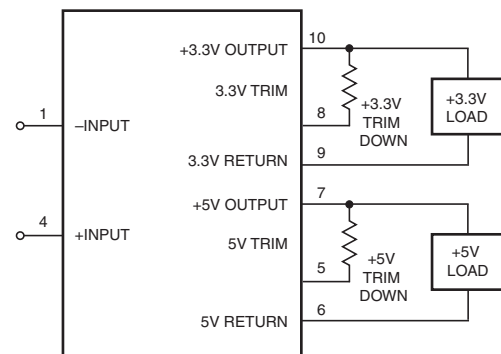 +3.3V OUTPUT
10
3.3V TRIM
8
+3.3V
TRIM
DOWN
+3.3V
LOAD
1
–INPUT
3.3V RETURN
9
+5V OUTPUT
7
4
+INPUT
5V TRIM
5
+5V
TRIM
DOWN
+5V
LOAD
5V RETURN
6